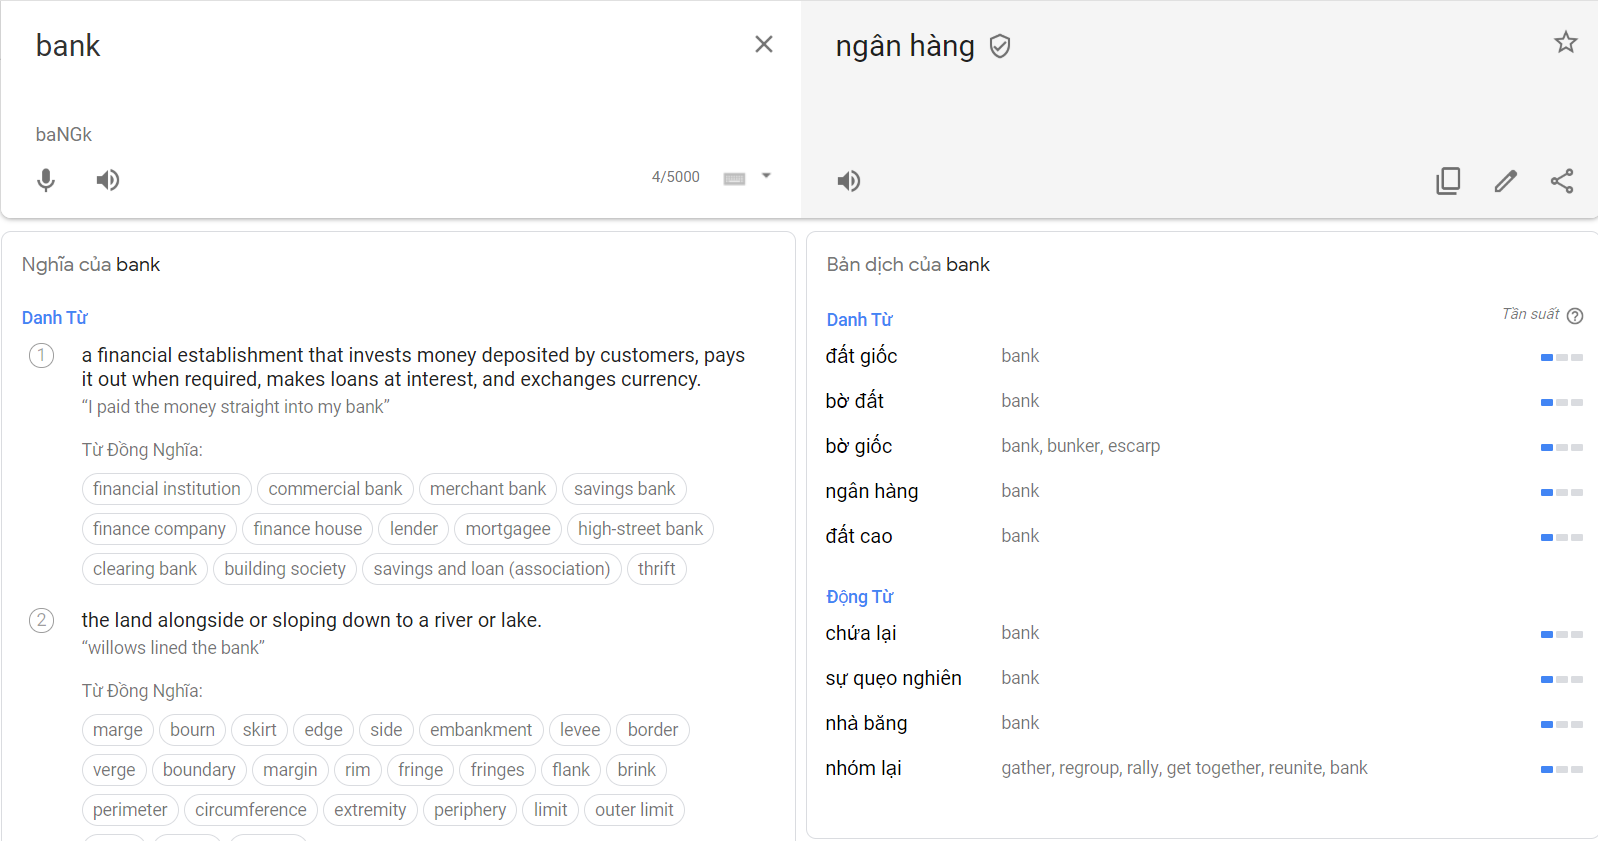 bank
ngân hàng
baNGk
4/5000
Nghĩa của bank
Danh Từ
1
a financial establishment that invests money deposited by customers, pays
it out when required, makes loans at interest, and exchanges currency.
“I paid the money straight into my bank”
Từ Đồng Nghĩa:
financial institution commercial bank merchant bank savings bank
finance company finance house lender mortgagee high-street bank
clearing bank building society savings and loan (association) thrift
2
the land alongside or sloping down to a river or lake.
“willows lined the bank”
Từ Đồng Nghĩa:
marge bourn skirt edge side embankment levee border
verge boundary margin rim fringe fringes flank brink
perimeter circumference extremity periphery limit outer limit
Bản dịch của bank
Tần suất ?
Danh Từ
đất giốc bank
bờ đất bank
bờ giốc bank, bunker, escarp
ngân hàng bank
đất cao bank
Động Từ
chứa lại bank
sự quẹo nghiên bank
nhà băng bank
nhóm lại gather, regroup, rally, get together, reunite, bank